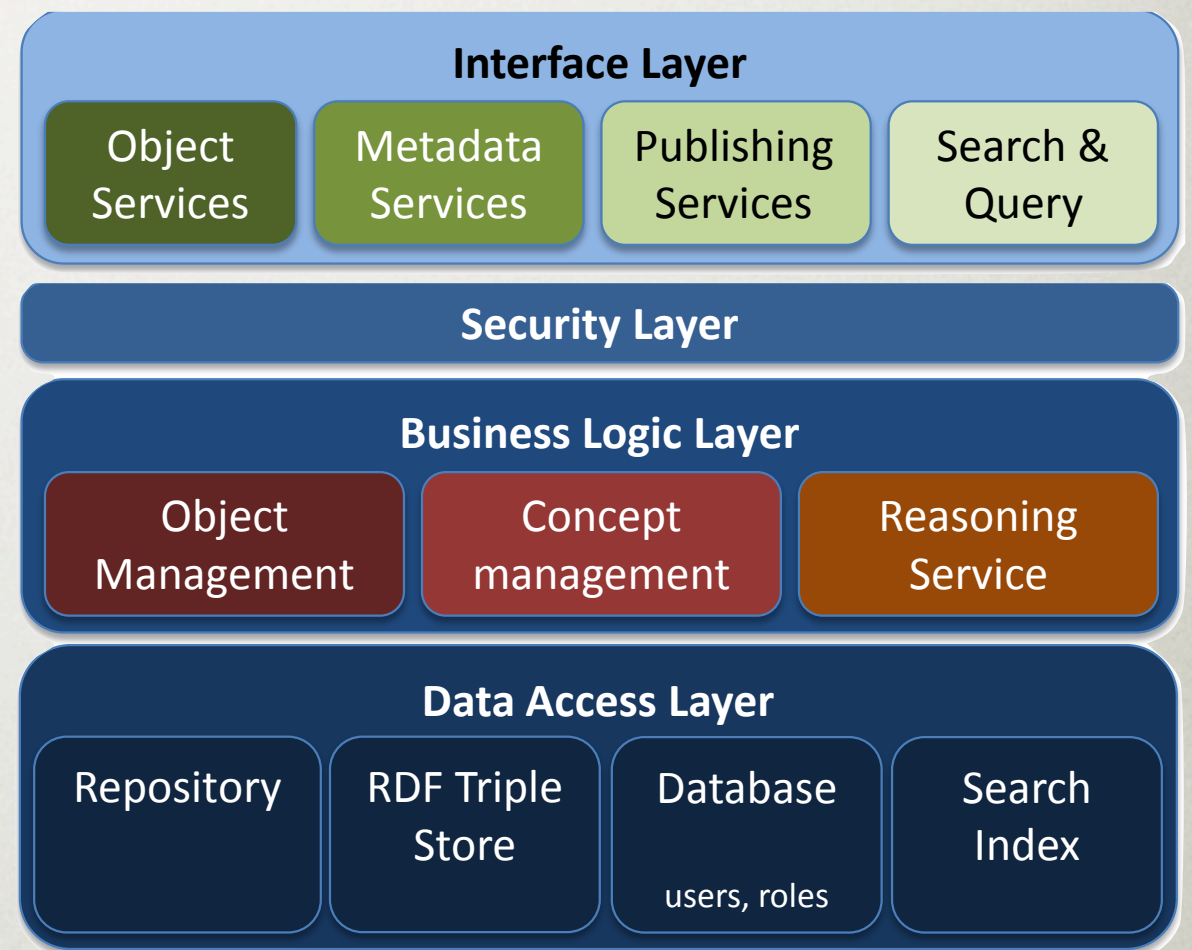 Interface Layer
Object
Services
Metadata
Services
Publishing
Services
Search &
Query
Security Layer
Business Logic Layer
Object
Management
Concept
management
Reasoning
Service
Data Access Layer
Repository
RDF Triple
Store
Database
users, roles
Search
Index